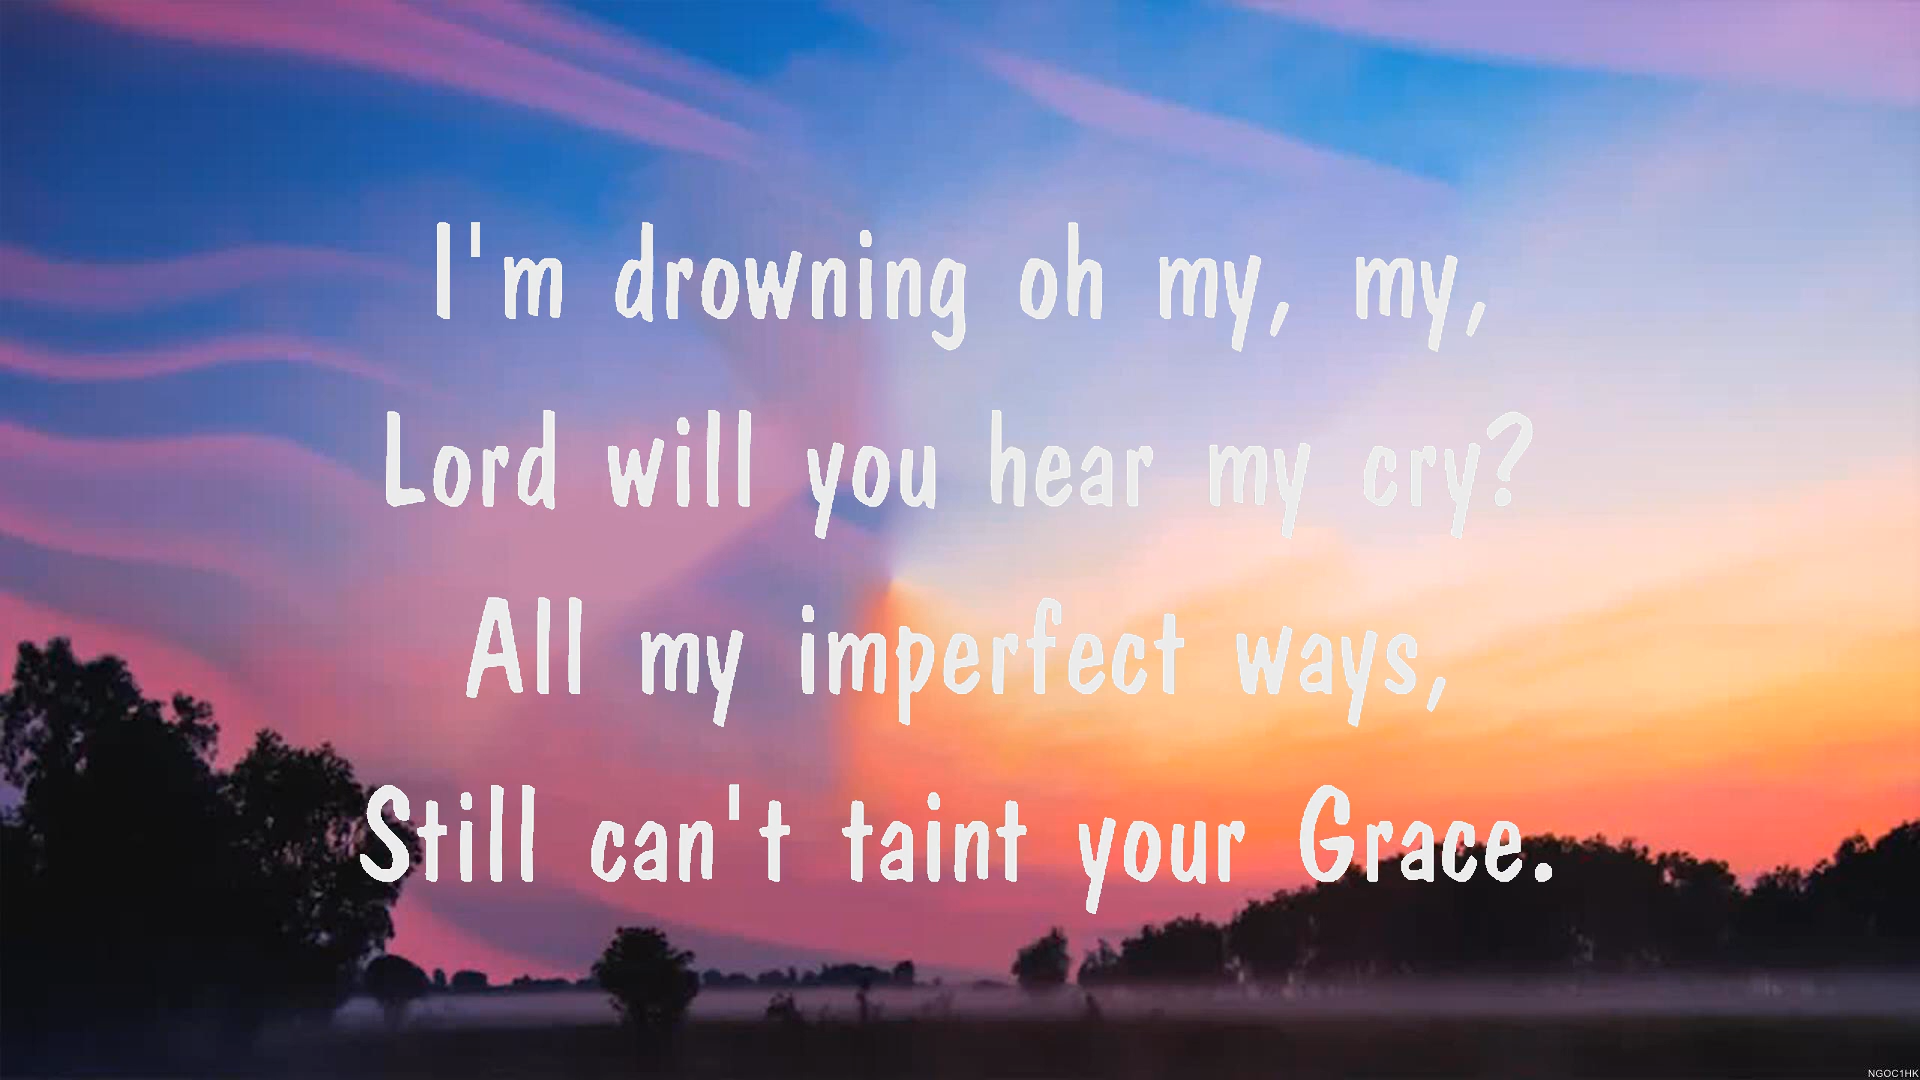 I'm drowning oh my, my,
Lord will you hear my cry?
All my imperfect ways,
Still can't taint your Grace.
NGOC1HK